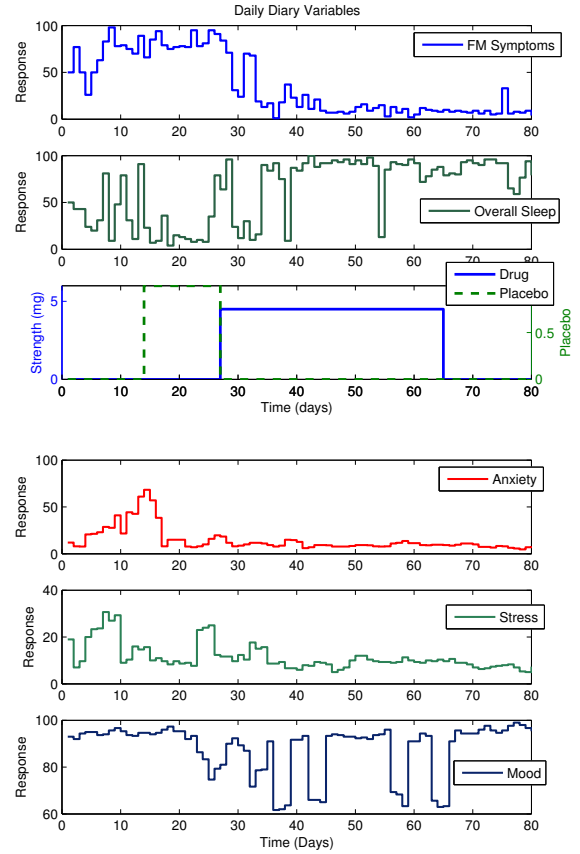 Daily Diary Variables
100
50
0
Response
FM Symptoms
0 10 20 30 40 50 60 70 80
100
50
0
Response
Overall Sleep
0 10 20 30 40 50 60 70 80
5
0
Strength (mg)
Drug
Placebo
0.5
0
Placebo
0 10 20 30 40 50 60 70 80
Time (days)
100
50
0
Response
Anxiety
0 10 20 30 40 50 60 70 80
40
20
0
Response
Stress
0 10 20 30 40 50 60 70 80
100
80
60
Response
Mood
0 10 20 30 40 50 60 70 80
Time (Days)